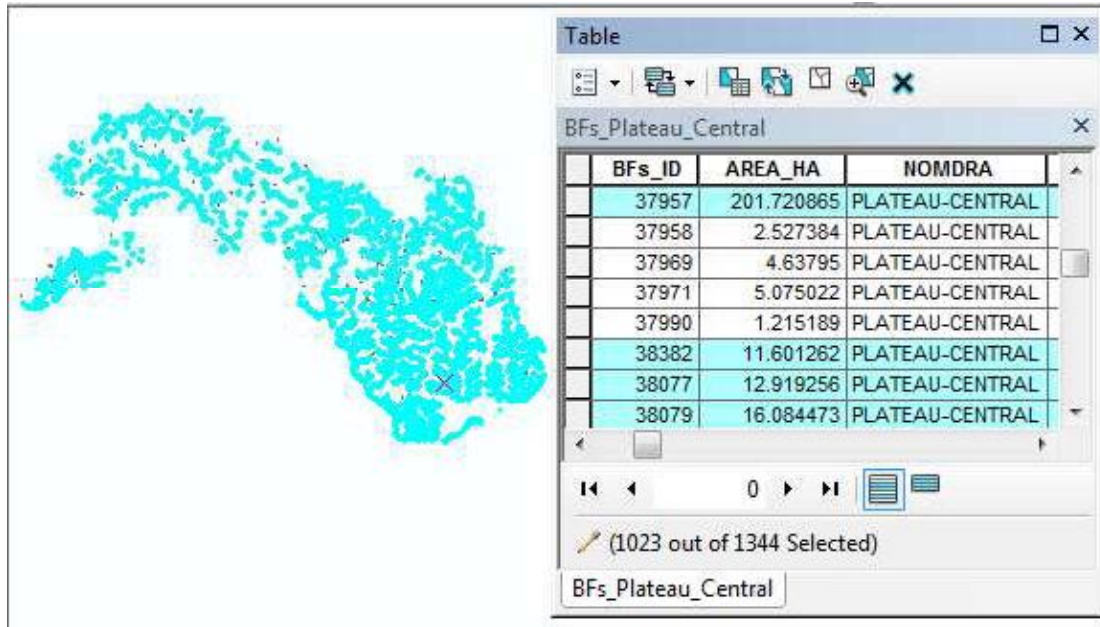 Table
BFs_Plateau_Central
BFs_ID AREA_HA NOMDRA
37957 201.720865 PLATEAU-CENTRAL
37958 2.527384 PLATEAU-CENTRAL
37969 4.63795 PLATEAU-CENTRAL
37971 5.075022 PLATEAU-CENTRAL
37990 1.215189 PLATEAU-CENTRAL
38382 11.601262 PLATEAU-CENTRAL
38077 12.919256 PLATEAU-CENTRAL
38079 16.084473 PLATEAU-CENTRAL
0
(1023 out of 1344 Selected)
BFs_Plateau_Central